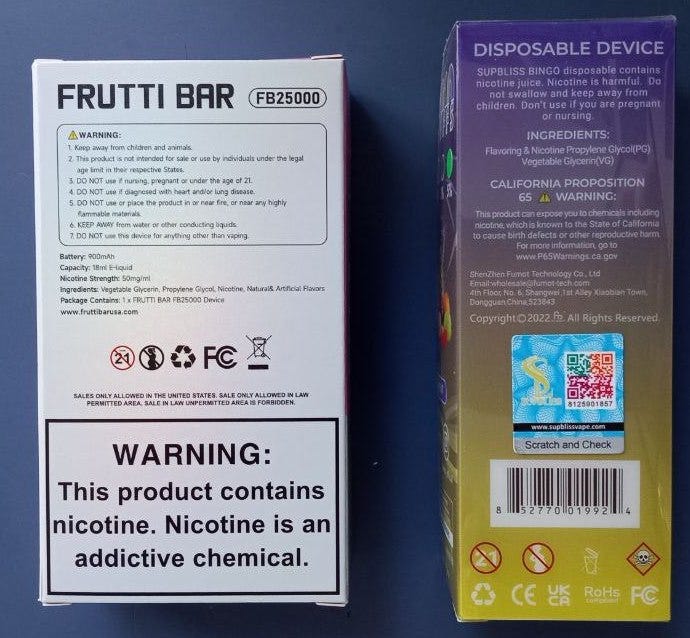 FRUTTI BAR FB25000
WARNING:
1. Keep away from children and animals.
2. This product is not intended for sale or use by individuals under the legal
age limit in their respective States.
3. DO NOT use if nursing, pregnant or under the age of 21.
4. DO NOT use if diagnosed with heart and/or lung disease.
5. DO NOT use or place the product in or near fire, or near any highly
flammable materials.
6. KEEP AWAY from water or other conducting liquids.
7. DO NOT use this device for anything other than vaping.
Battery: 900mAh
Capacity: 18ml E-liquid
Nicotine Strength: 50mg/ml
Ingredients: Vegetable Glycerin, Propylene Glycol, Nicotine, Natural& Artificial Flavors
Package Contains: 1 x FRUTTI BAR FB25000 Device
www.fruttibarusa.com
21 FC
SALES ONLY ALLOWED IN THE UNITED STATES. SALE ONLY ALLOWED IN LAW
PERMITTED AREA, SALE IN LAW UNPERMITTED AREA IS FORBIDDEN.
WARNING:
This product contains
nicotine. Nicotine is an
addictive chemical.
DISPOSABLE DEVICE
SUPBLISS BINGO disposable contains
nicotine juice. Nicotine is harmful. Do
not swallow and keep away from
children. Don't use if you are pregnant
or nursing.
INGREDIENTS:
Flavoring & Nicotine Propylene Glycol(PG)
Vegetable Glycerin(VG)
CALIFORNIA PROPOSITION
65 WARNING:
This product can expose you to chemicals including
nicotine, which is known to the State of California
to cause birth defects or other reproductive harm.
For more information, go to
www.P65Warnings.ca.gov
ShenZhen Fumot Technology Co., Ltd
Email:wholesale@fumot-tech.com
4th Floor, No. 6, Shangwei ,1st Alley Xiaobian Town,
Dongguan,China,523843
Copyright©2022. All Rights Reserved.
SUPBLISS
8125901857
www.supblissvape.com
Scratch and Check
8 52770 01992 4
21
CE UK
CA RoHs
compliant FC